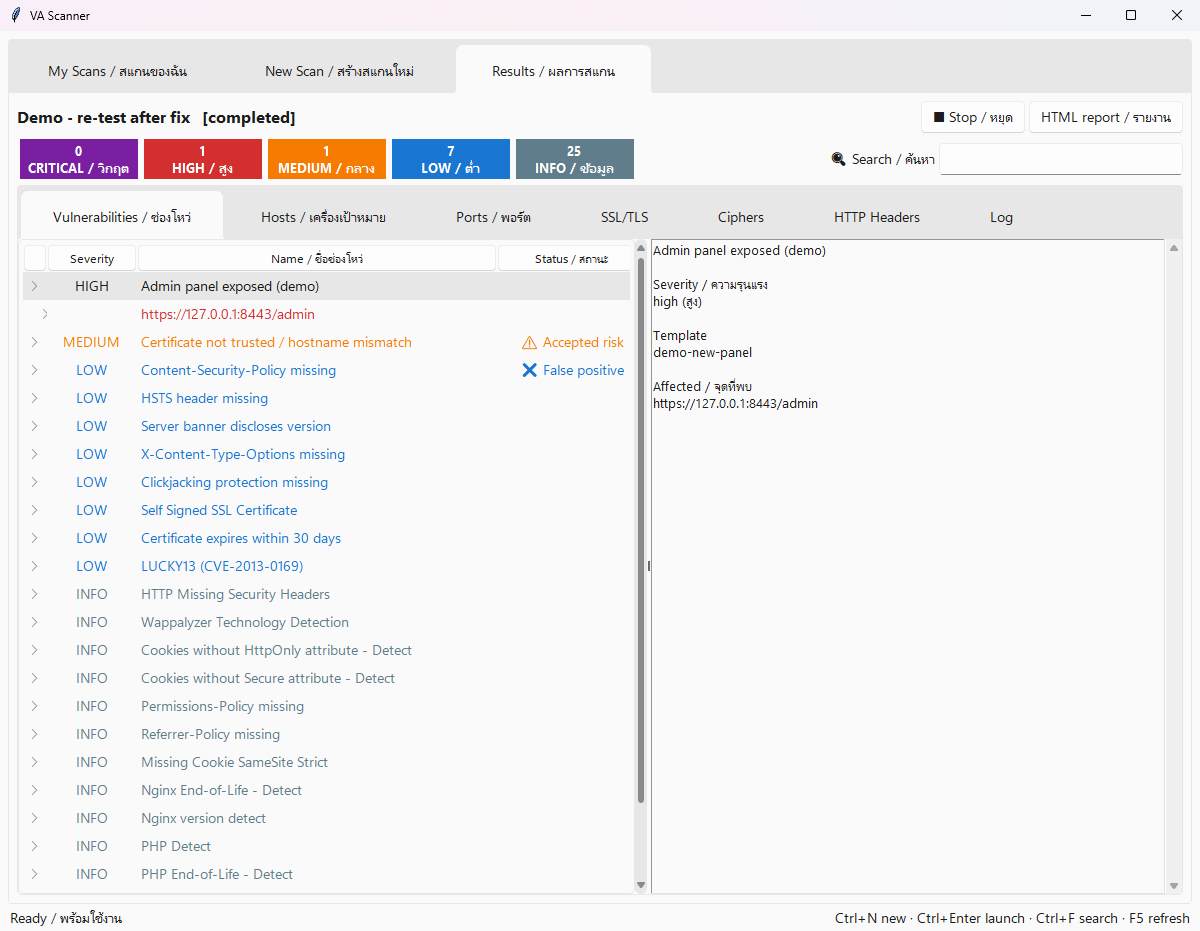 VA Scanner
My Scans / สแกนของฉัน
New Scan / สร้างสแกนใหม่
Results / ผลการสแกน
Demo - re-test after fix [completed]
Stop / หยุด
HTML report / รายงาน
0
CRITICAL / วิกฤต
1
HIGH / สูง
1
MEDIUM / กลาง
7
LOW / ต่ำ
25
INFO / ข้อมูล
Search / ค้นหา
Vulnerabilities / ช่องโหว่
Hosts / เครื่องเป้าหมาย
Ports / พอร์ต
SSL/TLS
Ciphers
HTTP Headers
Log
Severity
Name / ชื่อช่องโหว่
Status / สถานะ
HIGH Admin panel exposed (demo)
https://127.0.0.1:8443/admin
MEDIUM Certificate not trusted / hostname mismatch Accepted risk
LOW Content-Security-Policy missing False positive
LOW HSTS header missing
LOW Server banner discloses version
LOW X-Content-Type-Options missing
LOW Clickjacking protection missing
LOW Self Signed SSL Certificate
LOW Certificate expires within 30 days
LOW LUCKY13 (CVE-2013-0169)
INFO HTTP Missing Security Headers
INFO Wappalyzer Technology Detection
INFO Cookies without HttpOnly attribute - Detect
INFO Cookies without Secure attribute - Detect
INFO Permissions-Policy missing
INFO Referrer-Policy missing
INFO Missing Cookie SameSite Strict
INFO Nginx End-of-Life - Detect
INFO Nginx version detect
INFO PHP Detect
INFO PHP End-of-Life - Detect
Admin panel exposed (demo)
Severity / ความรุนแรง
high (สูง)
Template
demo-new-panel
Affected / จุดที่พบ
https://127.0.0.1:8443/admin
Ready / พร้อมใช้งาน
Ctrl+N new · Ctrl+Enter launch · Ctrl+F search · F5 refresh